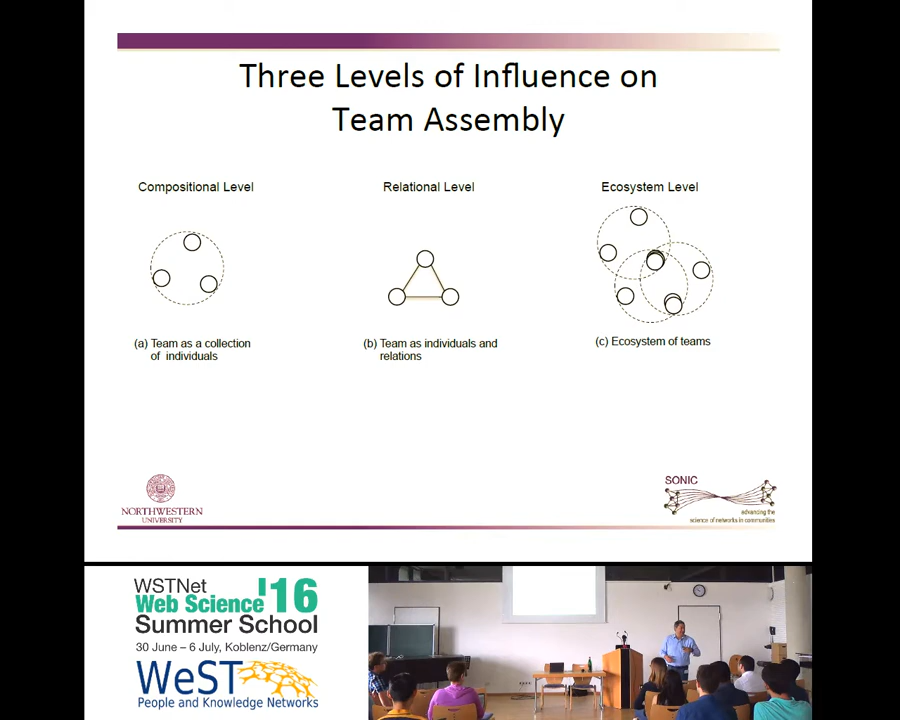 Three Levels of Influence on
Team Assembly
Compositional Level
Relational Level
Ecosystem Level
(a) Team as a collection
of individuals
(b) Team as individuals and
relations
(c) Ecosystem of teams
NORTHWESTERN
UNIVERSITY
SONIC
advancing the
science of networks in communities
WSTNet
Web Science '16
Summer School
30 June – 6 July, Koblenz/Germany
WeST
People and Knowledge Networks